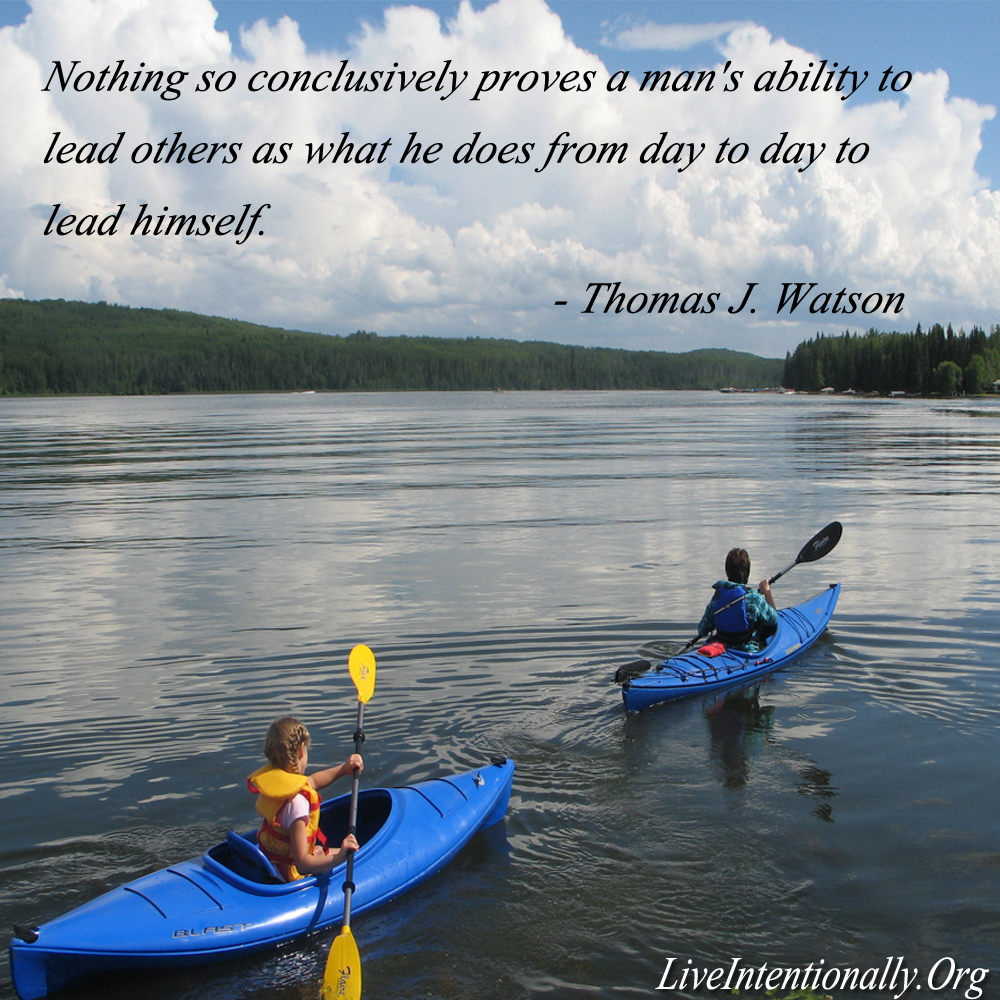 Nothing so conclusively proves a man's ability to
lead others as what he does from day to day to
lead himself.
- Thomas J. Watson
BLAST
LiveIntentionally.Org